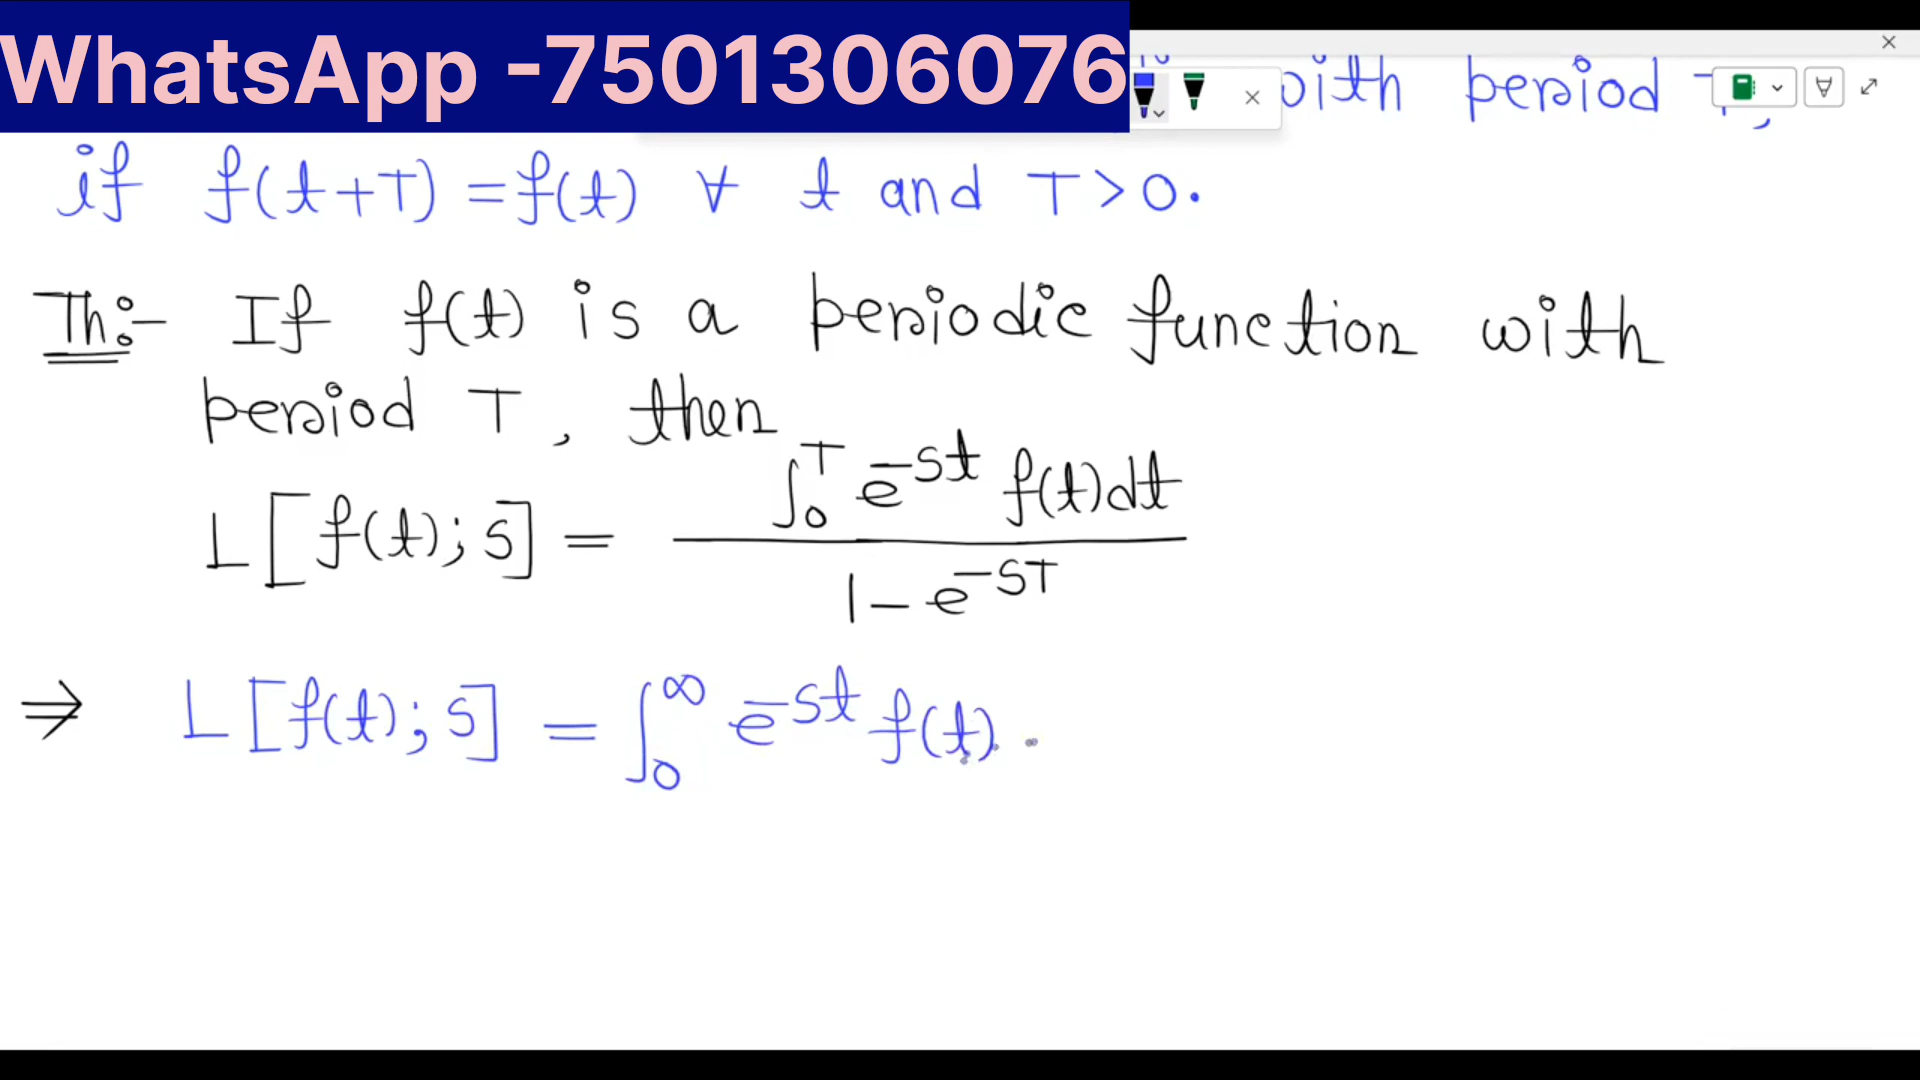 WhatsApp -7501306076
with period T,
if f(t+T) = f(t) ∀ t and T>0.
Th:- If f(t) is a periodic function with
period T, then
L[f(t);s] = ∫₀ᵀ e^-st f(t)dt / 1-e^-sT
⇒ L[f(t);s] = ∫₀^∞ e^-st f(t)